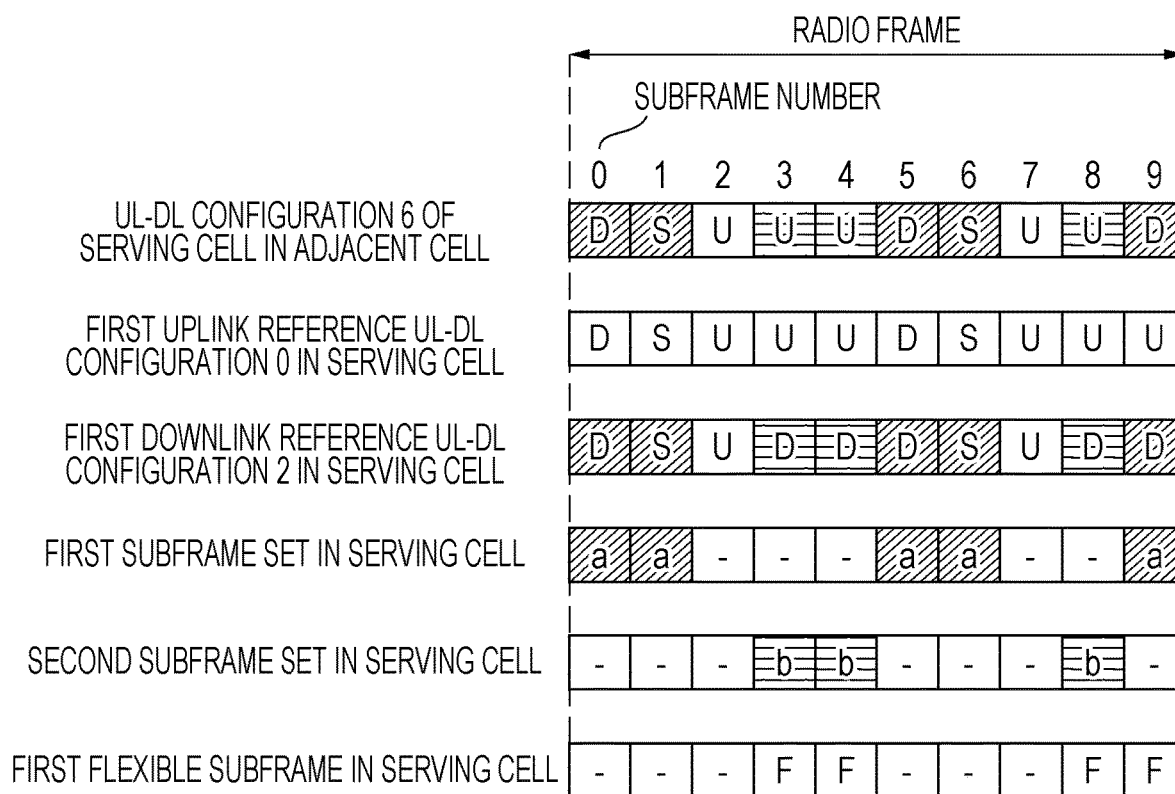 RADIO FRAME
SUBFRAME NUMBER
0 1 2 3 4 5 6 7 8 9
UL-DL CONFIGURATION 6 OF
SERVING CELL IN ADJACENT CELL
D S U U U D S U U D
FIRST UPLINK REFERENCE UL-DL
CONFIGURATION 0 IN SERVING CELL
D S U U U D S U U U
FIRST DOWNLINK REFERENCE UL-DL
CONFIGURATION 2 IN SERVING CELL
D S U D D D S U D D
FIRST SUBFRAME SET IN SERVING CELL
a a - - - a a - - a
SECOND SUBFRAME SET IN SERVING CELL
- - - b b - - - b -
FIRST FLEXIBLE SUBFRAME IN SERVING CELL
- - - F F - - - F F